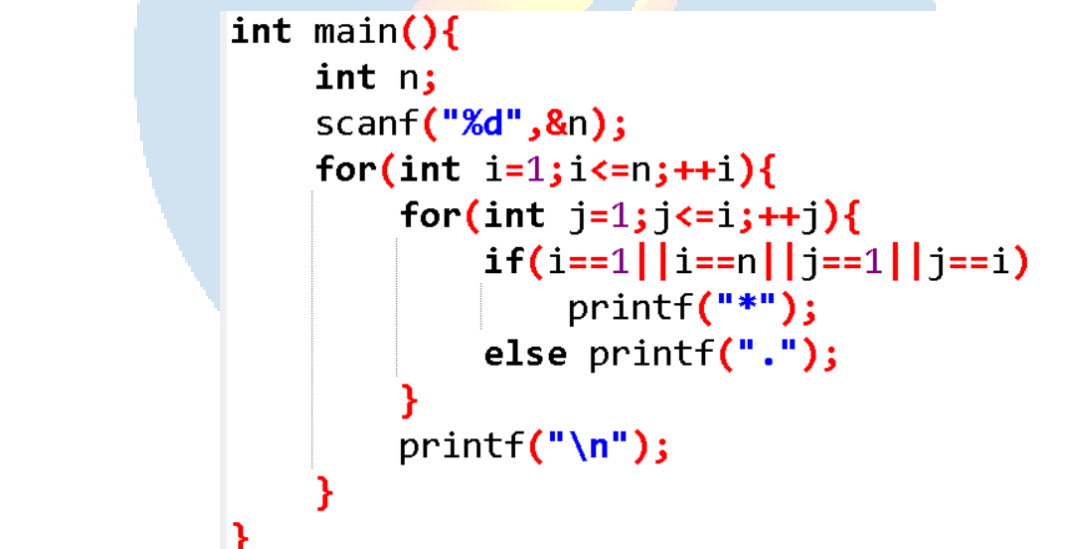 int main(){
int n;
scanf("%d",&n);
for(int i=1;i<=n;++i){
for(int j=1;j<=i;++j){
if(i==1||i==n||j==1||j==i)
printf("*");
else printf(".");
}
printf("\n");
}
}